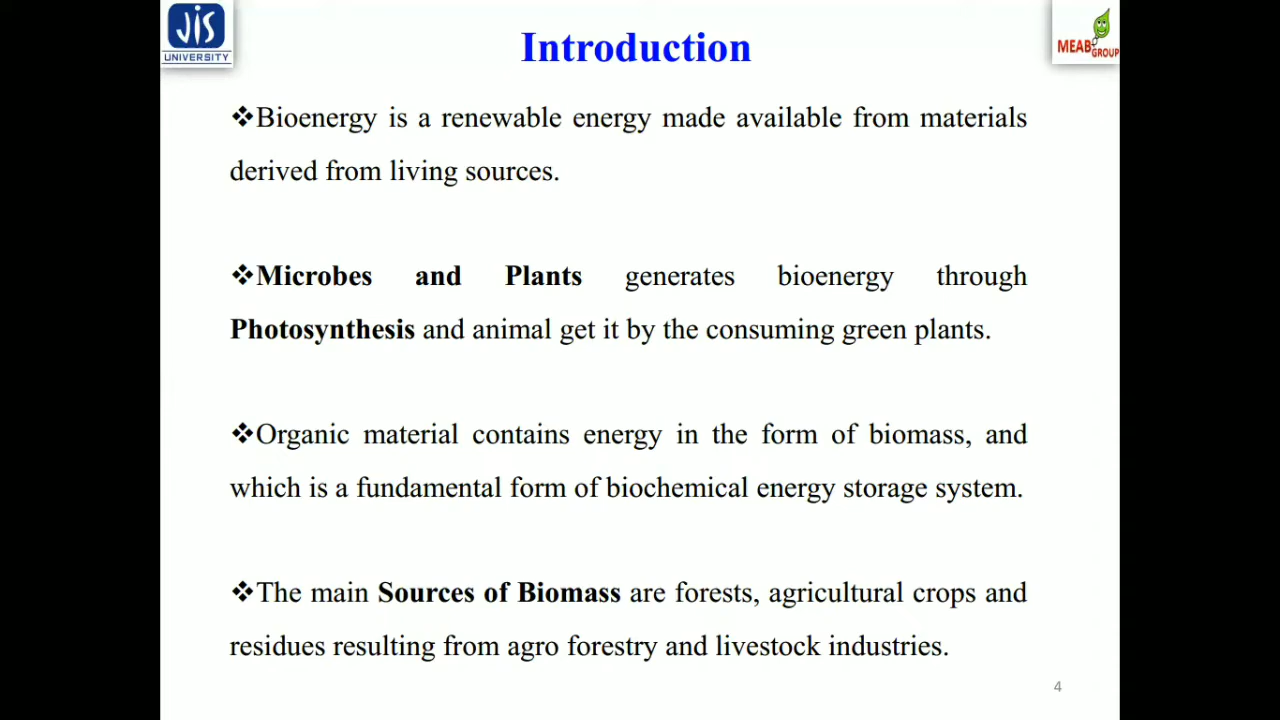 JIS
UNIVERSITY
Introduction
MEAB
GROUP
❖Bioenergy is a renewable energy made available from materials
derived from living sources.
❖Microbes and Plants generates bioenergy through
Photosynthesis and animal get it by the consuming green plants.
❖Organic material contains energy in the form of biomass, and
which is a fundamental form of biochemical energy storage system.
❖The main Sources of Biomass are forests, agricultural crops and
residues resulting from agro forestry and livestock industries.
4